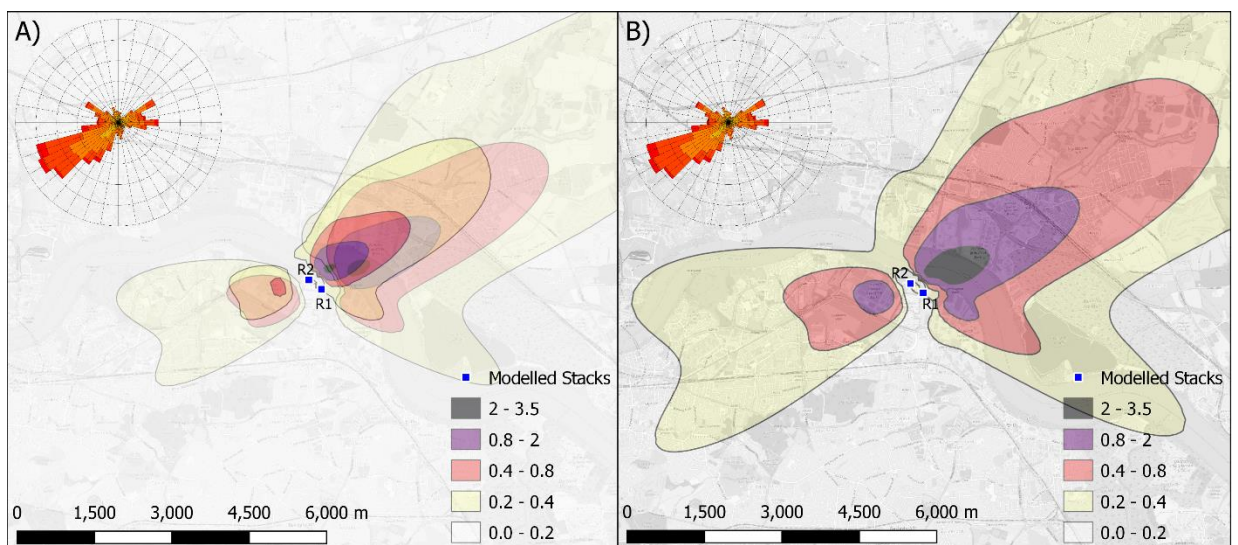 A)
R2
R1
Modelled Stacks
2 - 3.5
0.8 - 2
0.4 - 0.8
0.2 - 0.4
0.0 - 0.2
0 1,500 3,000 4,500 6,000 m
B)
R2
R1
Modelled Stacks
2 - 3.5
0.8 - 2
0.4 - 0.8
0.2 - 0.4
0.0 - 0.2
0 1,500 3,000 4,500 6,000 m